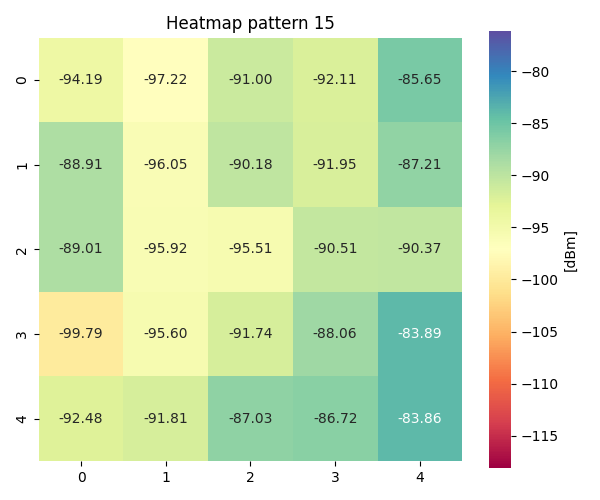 Heatmap pattern 15
0 -94.19 -97.22 -91.00 -92.11 -85.65
1 -88.91 -96.05 -90.18 -91.95 -87.21
2 -89.01 -95.92 -95.51 -90.51 -90.37
3 -99.79 -95.60 -91.74 -88.06 -83.89
4 -92.48 -91.81 -87.03 -86.72 -83.86
0 1 2 3 4
−80
−85
−90
−95
−100
−105
−110
−115
[dBm]